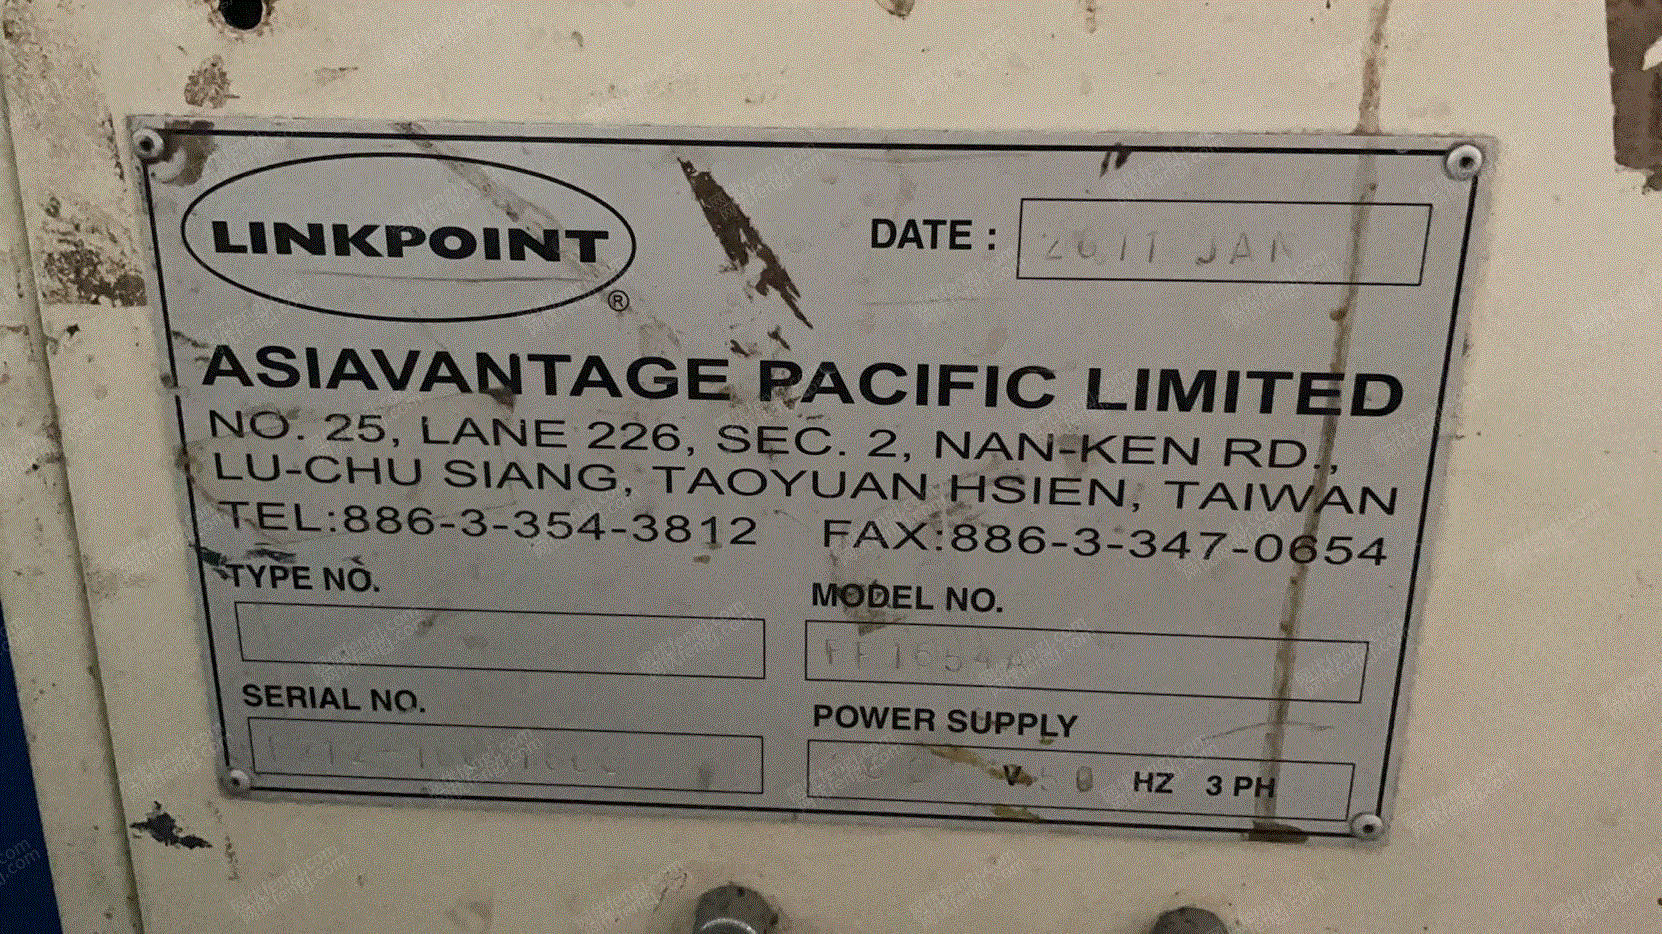 LINKPOINT ®
DATE : 2011 JAN
ASIAVANTAGE PACIFIC LIMITED
NO. 25, LANE 226, SEC. 2, NAN-KEN RD.,
LU-CHU SIANG, TAOYUAN HSIEN, TAIWAN
TEL:886-3-354-3812 FAX:886-3-347-0654
TYPE NO.
MODEL NO.
FF1654A
SERIAL NO.
POWER SUPPLY
V HZ 3 PH